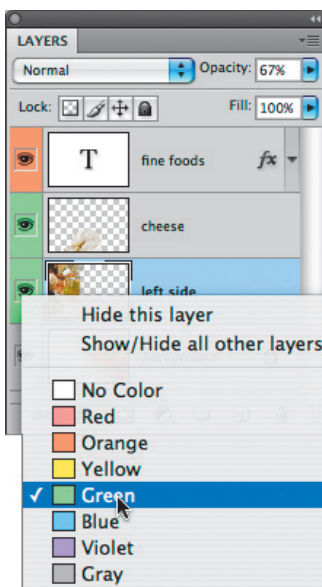 LAYERS
Normal Opacity: 67%
Lock: Fill: 100%
T fine foods fx
cheese
left side
Hide this layer
Show/Hide all other layers
No Color
Red
Orange
Yellow
✓ Green
Blue
Violet
Gray